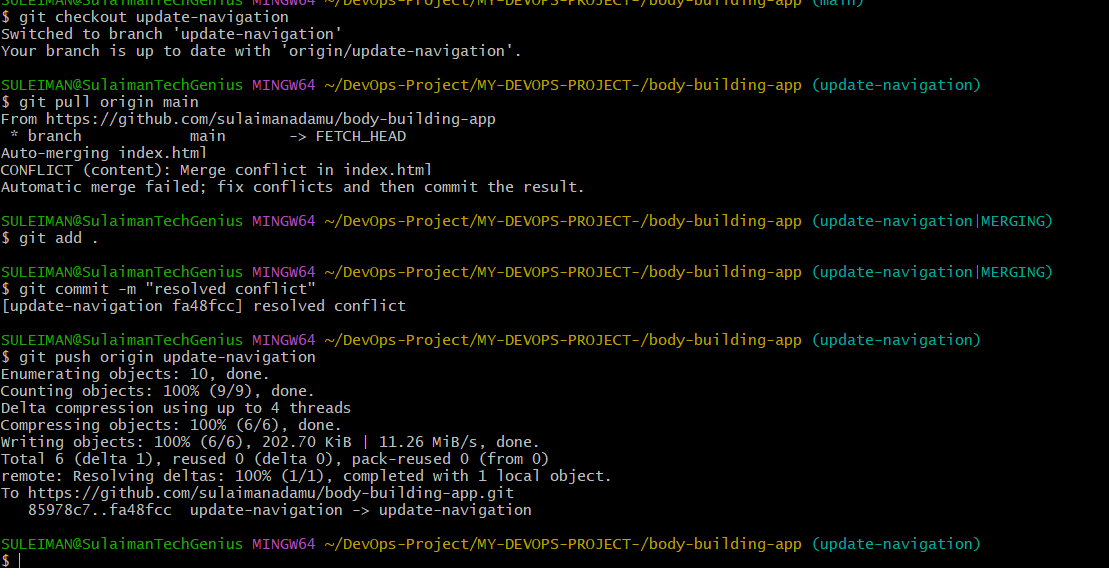 SULEIMAN@SulaimanTechGenius MINGW64 ~/DevOps-Project/MY-DEVOPS-PROJECT-/body-building-app (main)
$ git checkout update-navigation
Switched to branch 'update-navigation'
Your branch is up to date with 'origin/update-navigation'.
SULEIMAN@SulaimanTechGenius MINGW64 ~/DevOps-Project/MY-DEVOPS-PROJECT-/body-building-app (update-navigation)
$ git pull origin main
From https://github.com/sulaimanadamu/body-building-app
 * branch            main       -> FETCH_HEAD
Auto-merging index.html
CONFLICT (content): Merge conflict in index.html
Automatic merge failed; fix conflicts and then commit the result.
SULEIMAN@SulaimanTechGenius MINGW64 ~/DevOps-Project/MY-DEVOPS-PROJECT-/body-building-app (update-navigation|MERGING)
$ git add .
SULEIMAN@SulaimanTechGenius MINGW64 ~/DevOps-Project/MY-DEVOPS-PROJECT-/body-building-app (update-navigation|MERGING)
$ git commit -m "resolved conflict"
[update-navigation fa48fcc] resolved conflict
SULEIMAN@SulaimanTechGenius MINGW64 ~/DevOps-Project/MY-DEVOPS-PROJECT-/body-building-app (update-navigation)
$ git push origin update-navigation
Enumerating objects: 10, done.
Counting objects: 100% (9/9), done.
Delta compression using up to 4 threads
Compressing objects: 100% (6/6), done.
Writing objects: 100% (6/6), 202.70 KiB | 11.26 MiB/s, done.
Total 6 (delta 1), reused 0 (delta 0), pack-reused 0 (from 0)
remote: Resolving deltas: 100% (1/1), completed with 1 local object.
To https://github.com/sulaimanadamu/body-building-app.git
   85978c7..fa48fcc  update-navigation -> update-navigation
SULEIMAN@SulaimanTechGenius MINGW64 ~/DevOps-Project/MY-DEVOPS-PROJECT-/body-building-app (update-navigation)
$